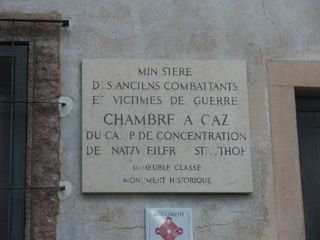 MINISTERE
DES ANCIENS COMBATTANTS
ET VICTIMES DE GUERRE
CHAMBRE A GAZ
DU CAMP DE CONCENTRATION
DE NATZWEILER STRUTHOF
IMMEUBLE CLASSÉ
MONUMENT HISTORIQUE